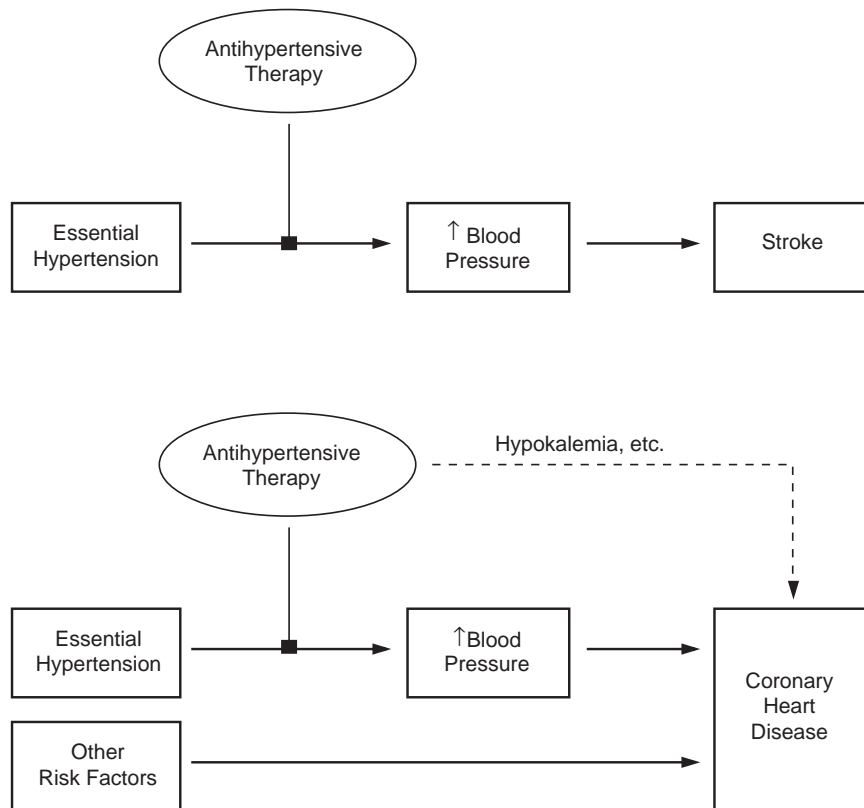 Antihypertensive
Therapy
Essential
Hypertension
↑ Blood
Pressure
Stroke
Antihypertensive
Therapy
Hypokalemia, etc.
Essential
Hypertension
↑Blood
Pressure
Coronary
Heart
Disease
Other
Risk Factors